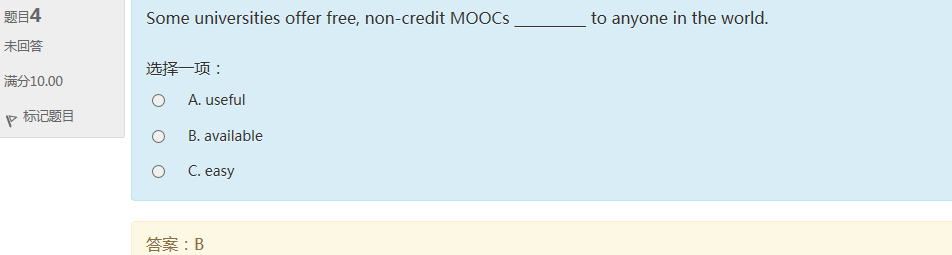 题目4
未回答
满分10.00
标记题目
Some universities offer free, non-credit MOOCs _________ to anyone in the world.
选择一项：
A. useful
B. available
C. easy
答案：B